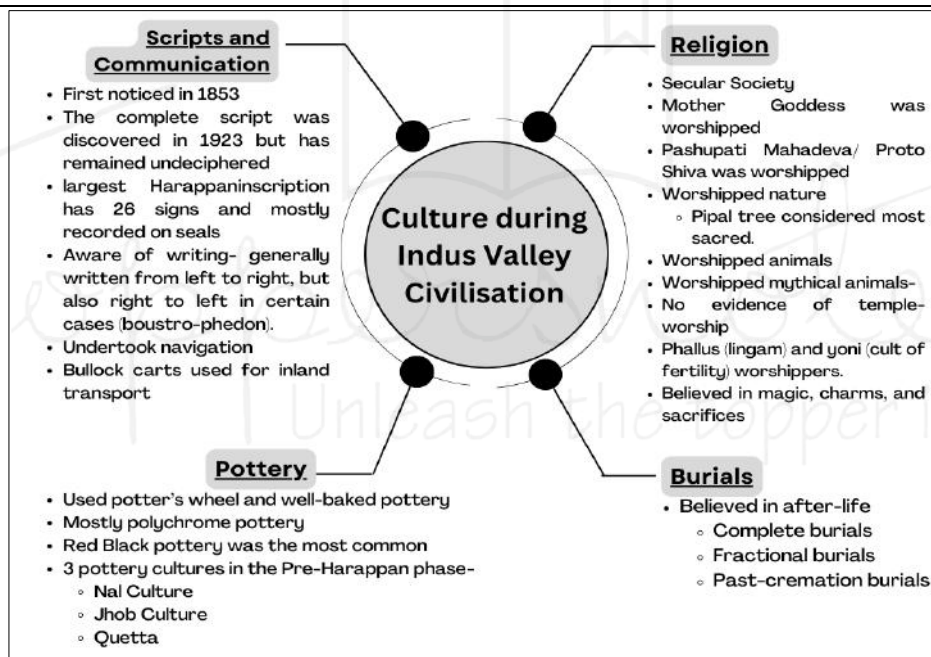 Scripts and
Communication
• First noticed in 1853
• The complete script was
discovered in 1923 but has
remained undeciphered
• largest Harappaninscription
has 26 signs and mostly
recorded on seals
• Aware of writing- generally
written from left to right, but
also right to left in certain
cases (boustro-phedon).
• Undertook navigation
• Bullock carts used for inland
transport
Religion
• Secular Society
• Mother Goddess was
worshipped
• Pashupati Mahadeva/ Proto
Shiva was worshipped
• Worshipped nature
◦ Pipal tree considered most
sacred.
• Worshipped animals
• Worshipped mythical animals-
• No evidence of temple-
worship
• Phallus (lingam) and yoni (cult of
fertility) worshippers.
• Believed in magic, charms, and
sacrifices
Culture during
Indus Valley
Civilisation
Pottery
• Used potter's wheel and well-baked pottery
• Mostly polychrome pottery
• Red Black pottery was the most common
• 3 pottery cultures in the Pre-Harappan phase-
◦ Nal Culture
◦ Jhob Culture
◦ Quetta
Burials
• Believed in after-life
◦ Complete burials
◦ Fractional burials
◦ Past-cremation burials
Unleash the topper